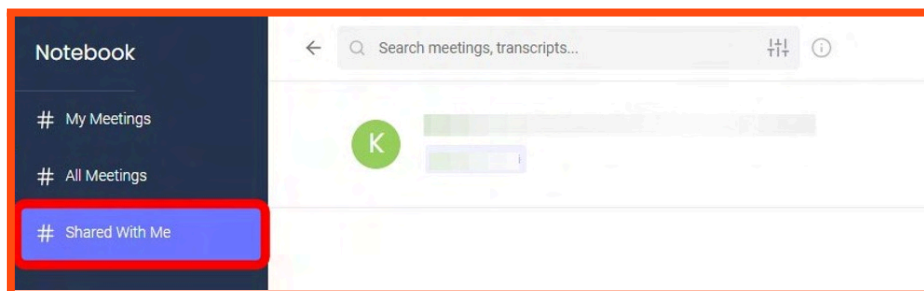 Notebook
Search meetings, transcripts...
# My Meetings
K
# All Meetings
# Shared With Me